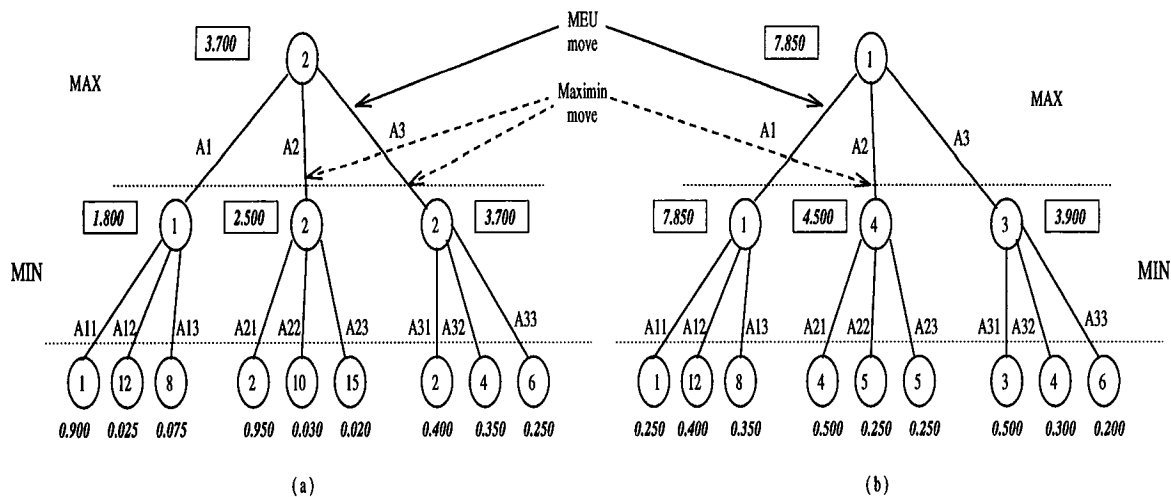 MEU
move
3.700
2
7.850
1
MAX
Maximin
move
MAX
A1
A2
A3
A1
A2
A3
1.800
1
2.500
2
2
3.700
7.850
1
4.500
4
3
3.900
MIN
MIN
A11 A12 A13 A21 A22 A23 A31 A32 A33
A11 A12 A13 A21 A22 A23 A31 A32 A33
1 12 8 2 10 15 2 4 6
1 12 8 4 5 5 3 4 6
0.900 0.025 0.075 0.950 0.030 0.020 0.400 0.350 0.250
0.250 0.400 0.350 0.500 0.250 0.250 0.500 0.300 0.200
(a)
(b)